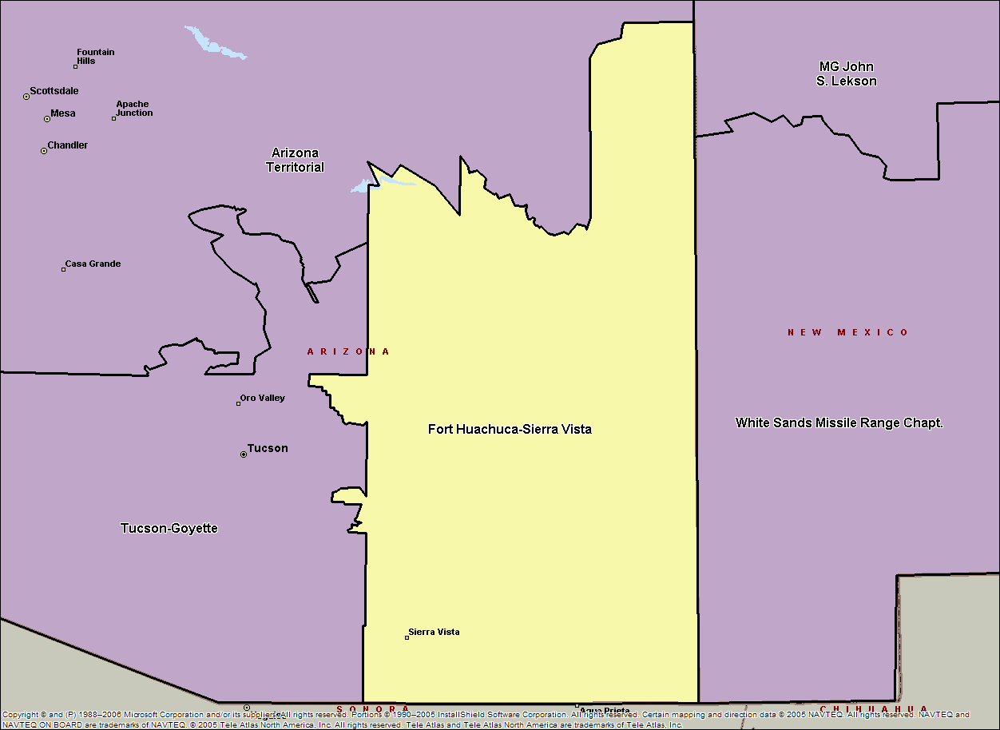 Fountain
Hills
Scottsdale
Apache
Junction
Mesa
Chandler
MG John
S. Lekson
Arizona
Territorial
Casa Grande
NEW MEXICO
ARIZONA
Oro Valley
Tucson
Fort Huachuca-Sierra Vista
White Sands Missile Range Chapt.
Tucson-Goyette
Sierra Vista
SONORA
Agua Prieta
CHIHUAHUA
Copyright © and (P) 1988–2006 Microsoft Corporation and/or its suppliers. All rights reserved. Portions © 1990–2005 InstallShield Software Corporation. All rights reserved. Certain mapping and direction data © 2005 NAVTEQ. All rights reserved. NAVTEQ and
NAVTEQ ON BOARD are trademarks of NAVTEQ. © 2005 Tele Atlas North America, Inc. All rights reserved. Tele Atlas and Tele Atlas North America are trademarks of Tele Atlas, Inc.